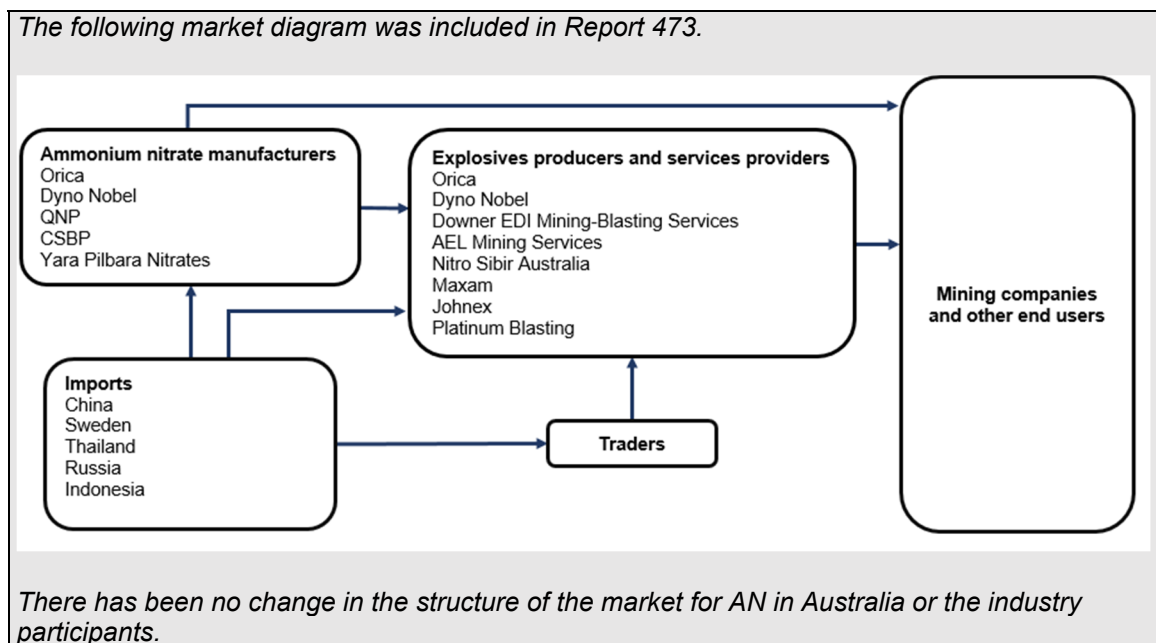 The following market diagram was included in Report 473.
Ammonium nitrate manufacturers
Orica
Dyno Nobel
QNP
CSBP
Yara Pilbara Nitrates
Explosives producers and services providers
Orica
Dyno Nobel
Downer EDI Mining-Blasting Services
AEL Mining Services
Nitro Sibir Australia
Maxam
Johnex
Platinum Blasting
Mining companies
and other end users
Imports
China
Sweden
Thailand
Russia
Indonesia
Traders
There has been no change in the structure of the market for AN in Australia or the industry
participants.